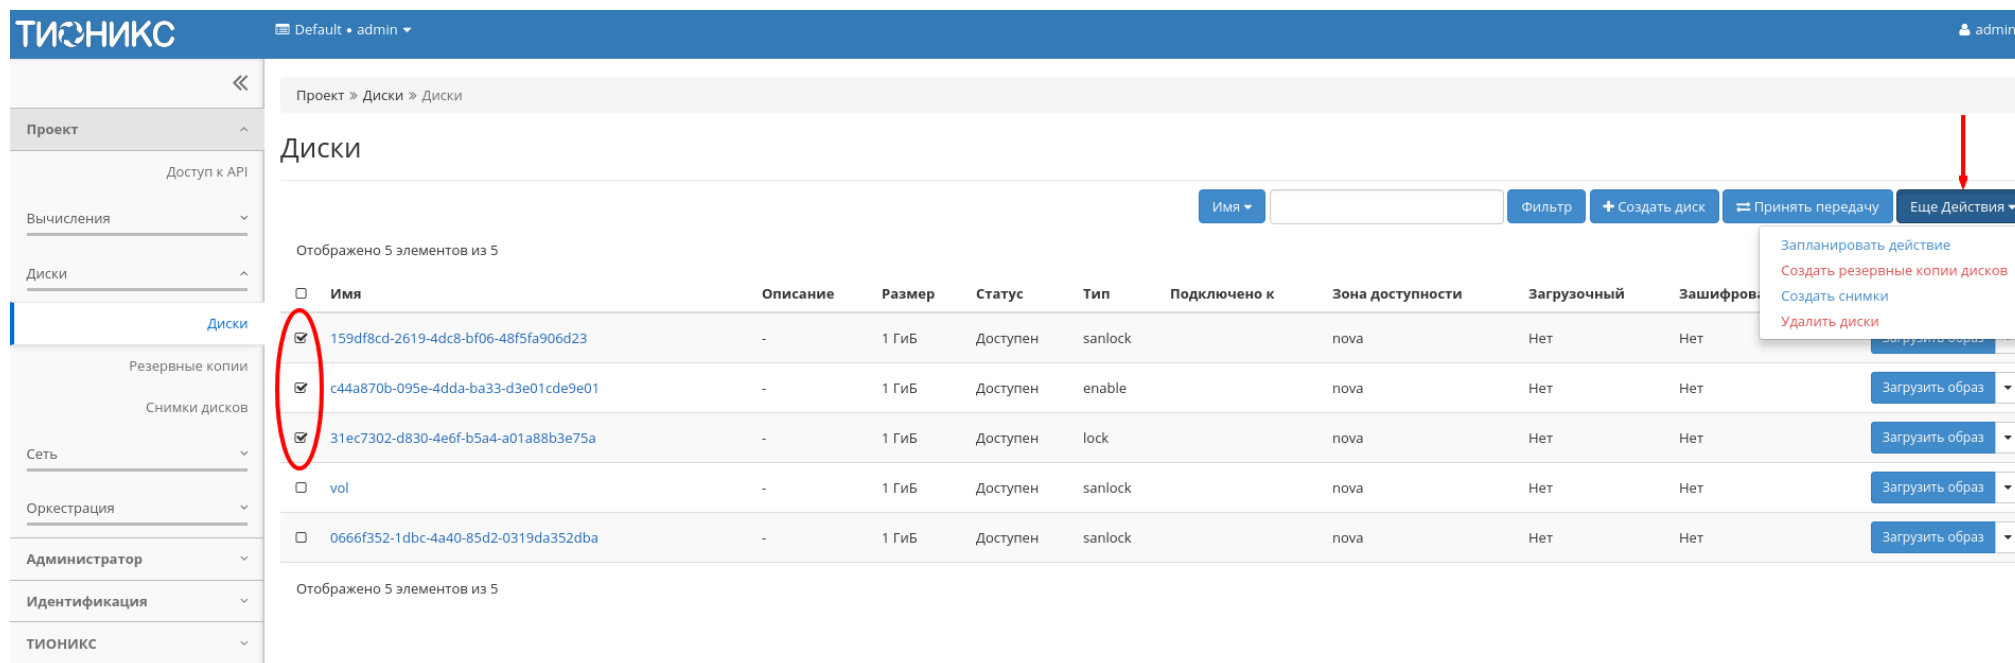 ТИОНИКС Default • admin admin
Проект » Диски » Диски
Проект
Диски
Доступ к API
Имя Фильтр Создать диск Принять передачу Еще Действия
Вычисления
Запланировать действие
Отображено 5 элементов из 5
Создать резервные копии дисков
Диски
Создать снимки
Имя Описание Размер Статус Тип Подключено к Зона доступности Загрузочный
Удалить диски
Диски
159df8cd-2619-4dc8-bf06-48f5fa906d23 - 1 ГиБ Доступен sanlock nova Нет Нет Загрузить образ
Резервные копии
c44a870b-095e-4dda-ba33-d3e01cde9e01 - 1 ГиБ Доступен enable nova Нет Нет Загрузить образ
Снимки дисков
31ec7302-d830-4e6f-b5a4-a01a88b3e75a - 1 ГиБ Доступен lock nova Нет Нет Загрузить образ
Сеть
vol - 1 ГиБ Доступен sanlock nova Нет Нет Загрузить образ
Оркестрация
0666f352-1dbc-4a40-85d2-0319da352dba - 1 ГиБ Доступен sanlock nova Нет Нет Загрузить образ
Администратор
Отображено 5 элементов из 5
Идентификация
ТИОНИКС